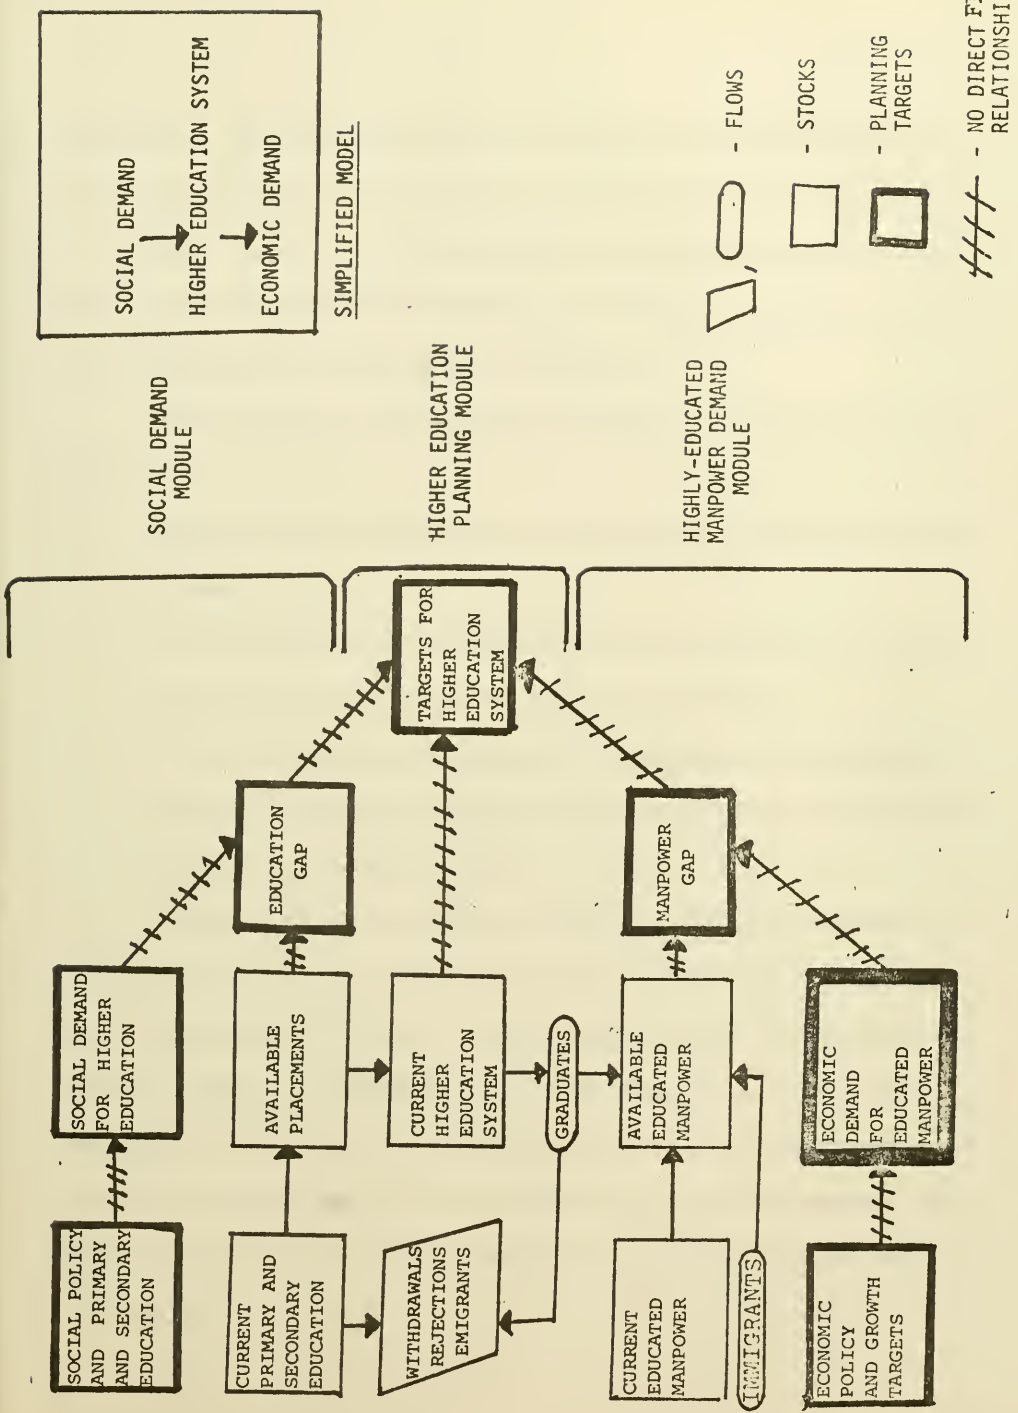 SOCIAL POLICY
AND PRIMARY
AND SECONDARY
EDUCATION
SOCIAL DEMAND
FOR HIGHER
EDUCATION
CURRENT
PRIMARY AND
SECONDARY
EDUCATION
AVAILABLE
PLACEMENTS
EDUCATION
GAP
WITHDRAWALS
REJECTIONS
EMIGRANTS
CURRENT
HIGHER
EDUCATION
SYSTEM
TARGETS FOR
HIGHER
EDUCATION
SYSTEM
GRADUATES
CURRENT
EDUCATED
MANPOWER
AVAILABLE
EDUCATED
MANPOWER
MANPOWER
GAP
IMMIGRANTS
ECONOMIC
POLICY
AND GROWTH
TARGETS
ECONOMIC
DEMAND
FOR
EDUCATED
MANPOWER
SOCIAL DEMAND
MODULE
HIGHER EDUCATION
PLANNING MODULE
HIGHLY-EDUCATED
MANPOWER DEMAND
MODULE
SOCIAL DEMAND
HIGHER EDUCATION SYSTEM
ECONOMIC DEMAND
SIMPLIFIED MODEL
, - FLOWS
- STOCKS
- PLANNING
TARGETS
- NO DIRECT